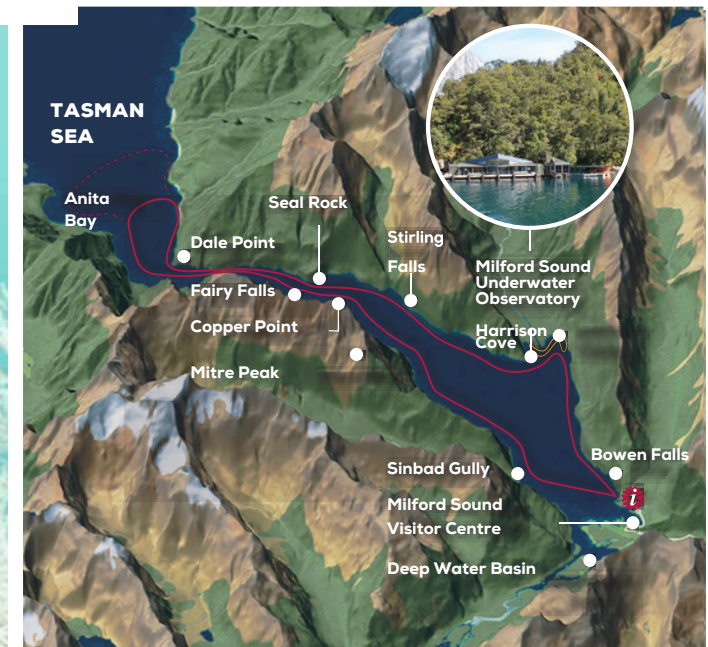 TASMAN
SEA
Anita
Bay
Seal Rock
Dale Point
Stirling
Falls
Milford Sound
Underwater
Observatory
Fairy Falls
Copper Point
Harrison
Cove
Mitre Peak
Bowen Falls
Sinbad Gully
i
Milford Sound
Visitor Centre
Deep Water Basin